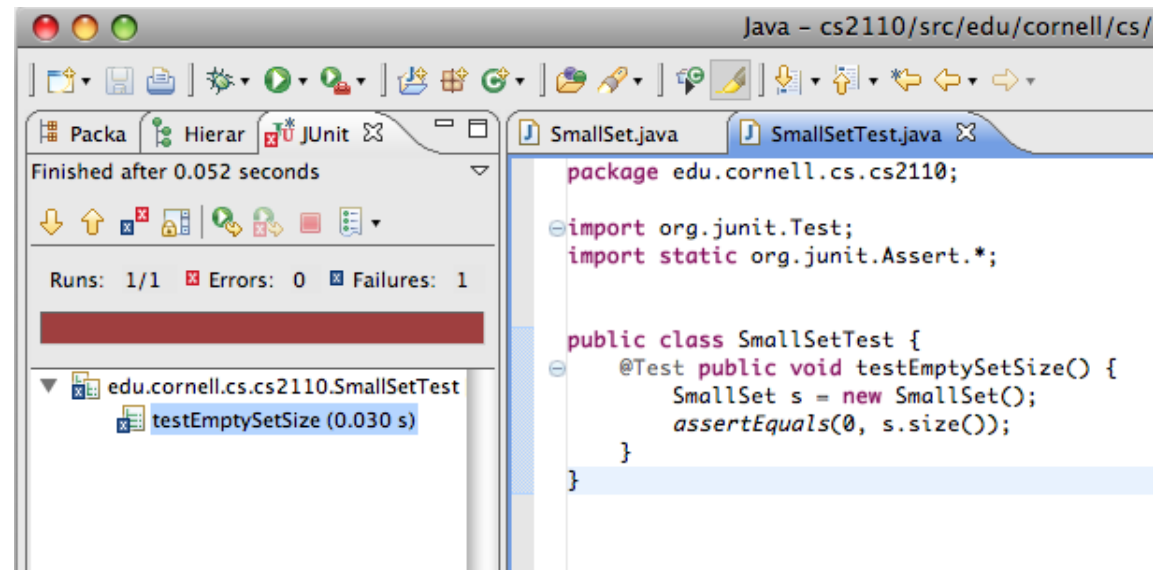 Java – cs2110/src/edu/cornell/cs/
Packa Hierar JUnit
Finished after 0.052 seconds
Runs: 1/1 Errors: 0 Failures: 1
edu.cornell.cs.cs2110.SmallSetTest
testEmptySetSize (0.030 s)
SmallSet.java SmallSetTest.java
package edu.cornell.cs.cs2110;
import org.junit.Test;
import static org.junit.Assert.*;
public class SmallSetTest {
@Test public void testEmptySetSize() {
SmallSet s = new SmallSet();
assertEquals(0, s.size());
}
}